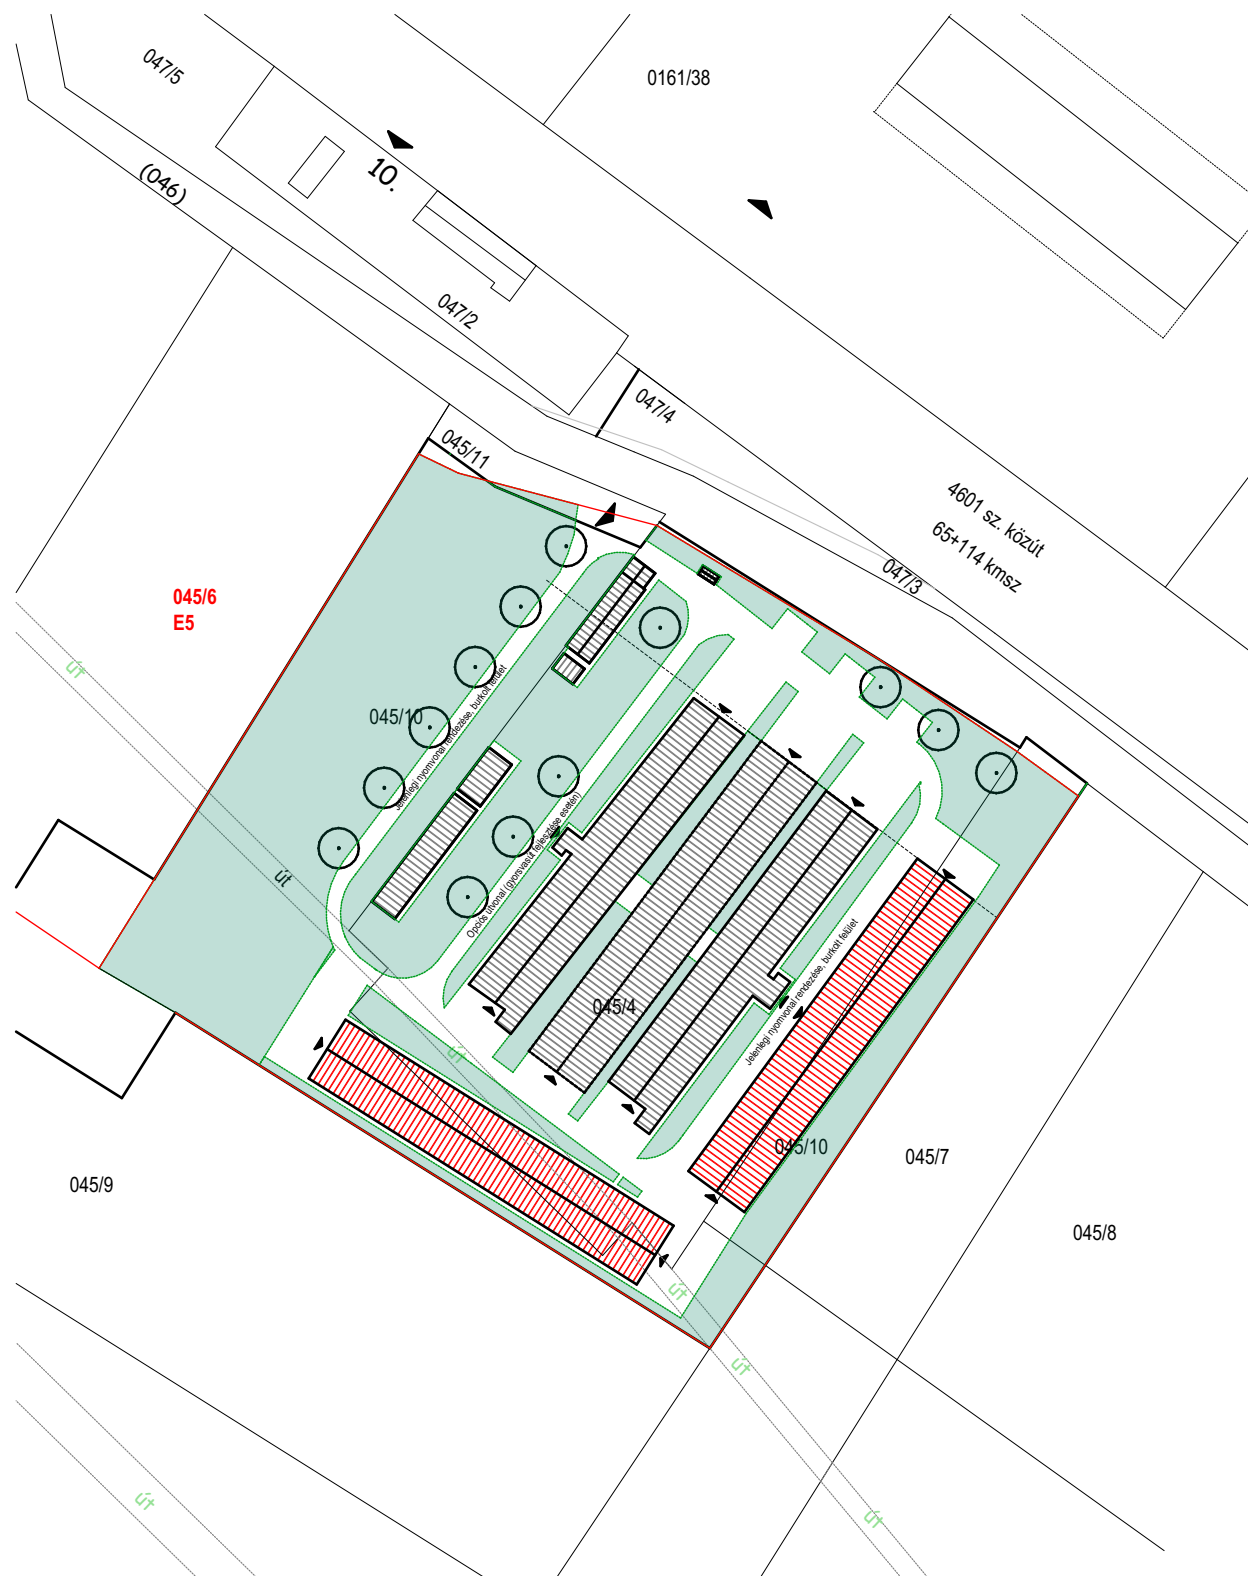 047/5
0161/38
10.
(046)
047/2
047/4
045/11
4601 sz. közút
65+114 kmsz
047/3
045/6
E5
út
045/10
Jelenlegi nyomvonal rendezése, burkolt felület
Opciós útvonal (gyorsvasút fejlesztése esetén)
út
Jelenlegi nyomvonal rendezése, burkolt felület
045/4
út
045/10
045/7
045/9
045/8
út
út
út
út